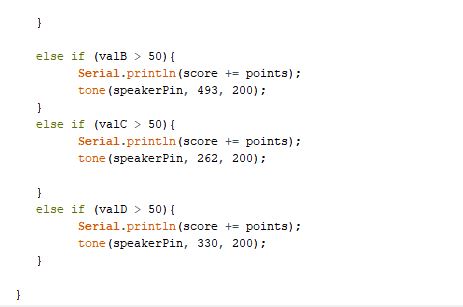 }
else if (valB > 50){
Serial.println(score += points);
tone(speakerPin, 493, 200);
}
else if (valC > 50){
Serial.println(score += points);
tone(speakerPin, 262, 200);
}
else if (valD > 50){
Serial.println(score += points);
tone(speakerPin, 330, 200);
}
}